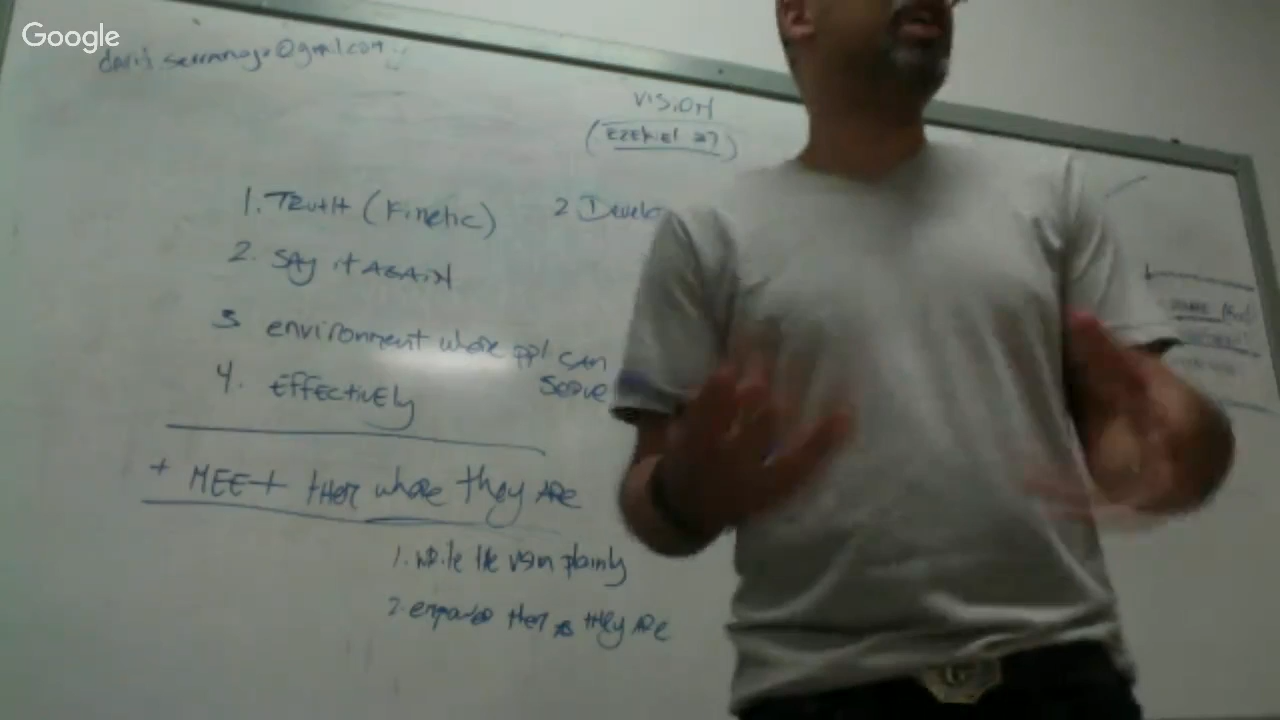 Google
VISION
(EZEKIEL 37)
1. TRUTH (Kinetic)
2 Develo
2. SAY it AGAIN
3 environment where ppl CAN
SERVE
4. EFFECTIVELY
+ MEET tHEM where they ARE
1. write the vision plainly
2. empower them as they ARE